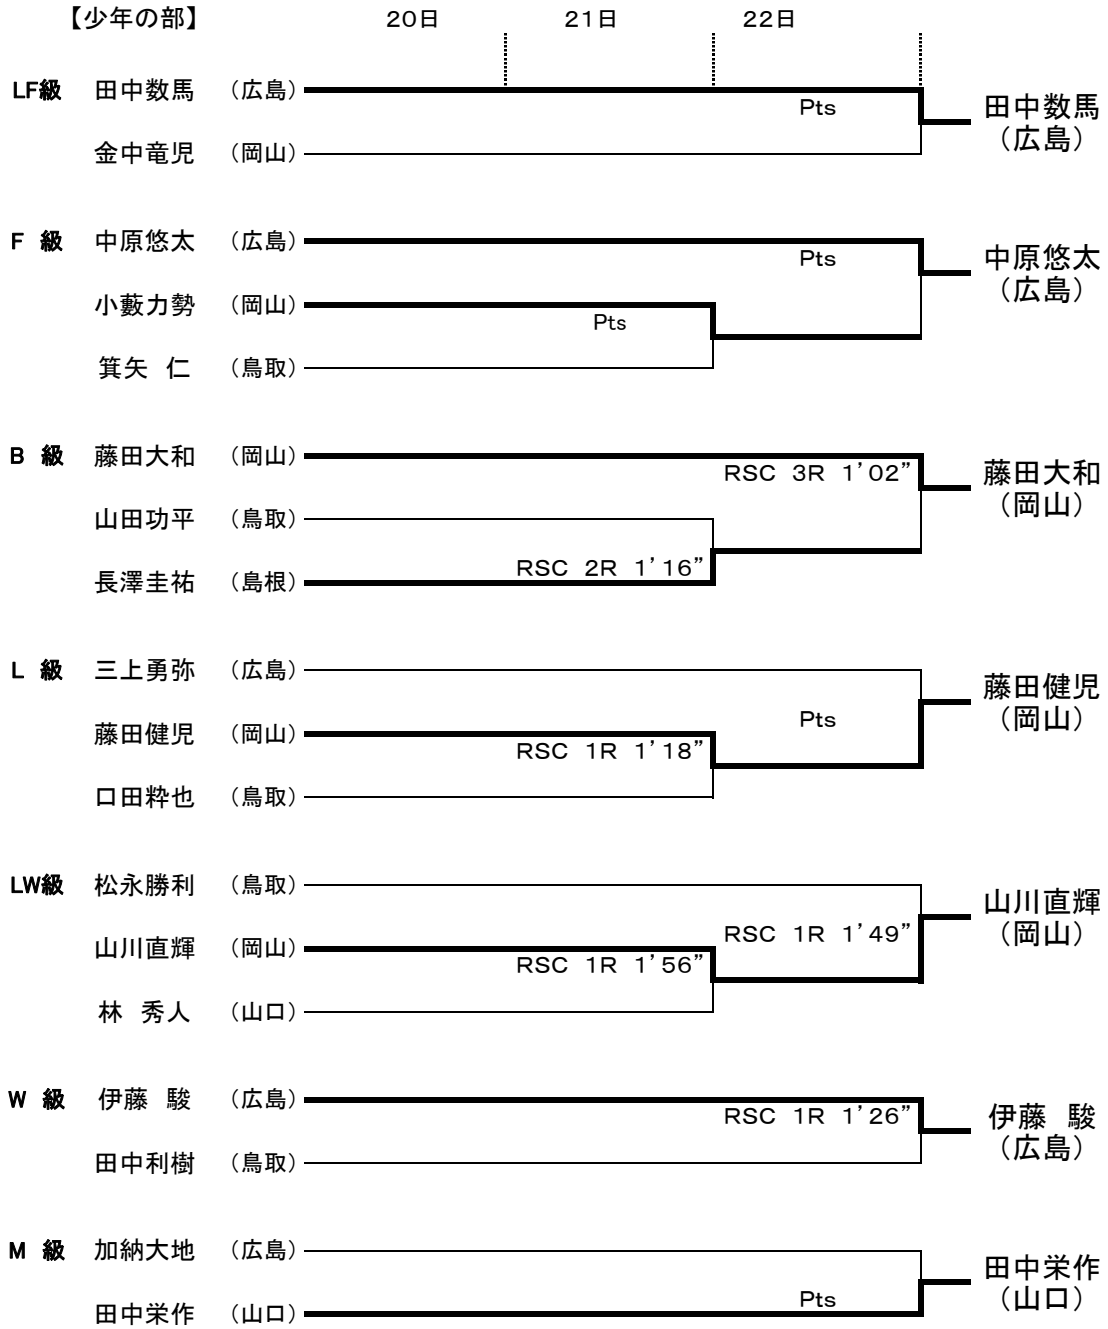 【少年の部】 20日 21日 22日
LF級 田中数馬 （広島）
Pts
田中数馬
（広島）
金中竜児 （岡山）
F 級 中原悠太 （広島）
Pts
中原悠太
（広島）
小藪力勢 （岡山）
Pts
箕矢 仁 （鳥取）
B 級 藤田大和 （岡山）
RSC 3R 1’02”
藤田大和
（岡山）
山田功平 （鳥取）
RSC 2R 1’16”
長澤圭祐 （島根）
L 級 三上勇弥 （広島）
藤田健児
（岡山）
Pts
藤田健児 （岡山）
RSC 1R 1’18”
口田粋也 （鳥取）
LW級 松永勝利 （鳥取）
山川直輝
（岡山）
RSC 1R 1’49”
山川直輝 （岡山）
RSC 1R 1’56”
林 秀人 （山口）
W 級 伊藤 駿 （広島）
RSC 1R 1’26”
伊藤 駿
（広島）
田中利樹 （鳥取）
M 級 加納大地 （広島）
田中栄作
（山口）
Pts
田中栄作 （山口）